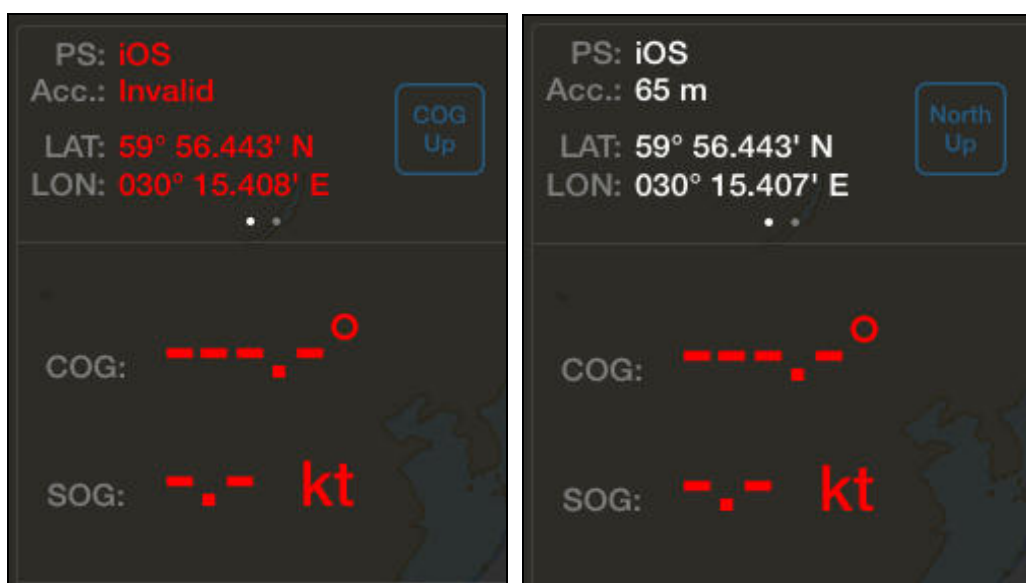 PS: iOS
Acc.: Invalid
COG
Up
LAT: 59° 56.443' N
LON: 030° 15.408' E
COG: ---.-°
SOG: -.- kt
PS: iOS
Acc.: 65 m
North
Up
LAT: 59° 56.443' N
LON: 030° 15.407' E
COG: ---.-°
SOG: -.- kt